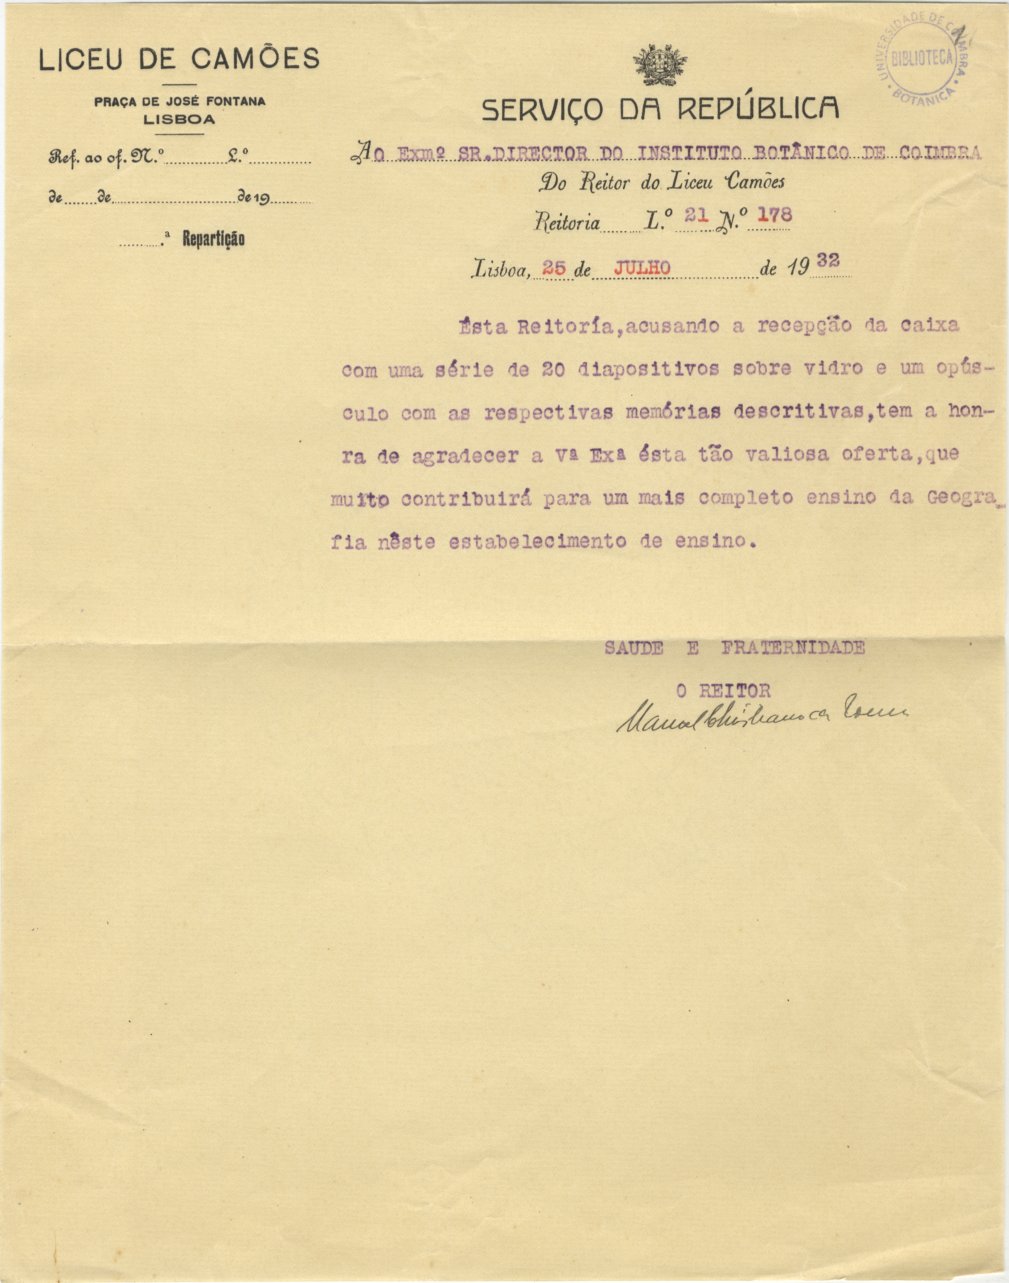 LICEU DE CAMÕES
PRAÇA DE JOSÉ FONTANA
LISBOA
Ref. ao of. N.º L.º
de de de 19
.ª Repartição
UNIVERSIDADE DE COIMBRA
BIBLIOTECA
BOTANICA
SERVIÇO DA REPÚBLICA
AO Exmº SR.DIRECTOR DO INSTITUTO BOTÂNICO DE COIMBRA
Do Reitor do Liceu Camões
Reitoria L.º 21 N.º 178
Lisboa, 25 de JULHO de 1932
Ésta Reitoría,acusando a recepção da caixa
com uma série de 20 diapositivos sobre vidro e um opús-
culo com as respectivas memórias descritivas,tem a hon-
ra de agradecer a Vª Exª ésta tão valiosa oferta,que
muito contribuirá para um mais completo ensino da Geogra_
fia nêste estabelecimento de ensino.
SAUDE E FRATERNIDADE
O REITOR
Manoel